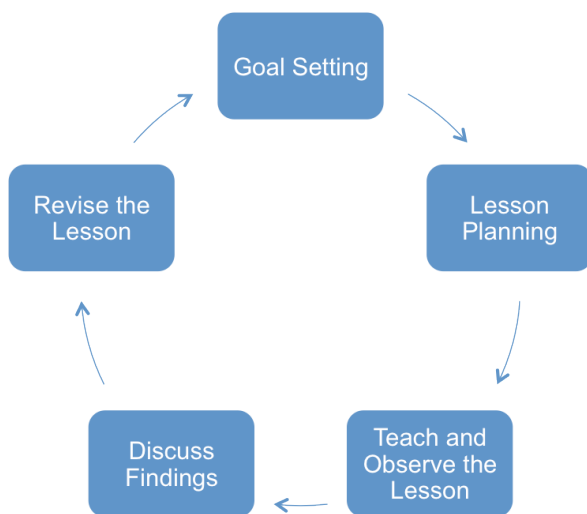 Goal Setting
Lesson
Planning
Teach and
Observe the
Lesson
Discuss
Findings
Revise the
Lesson